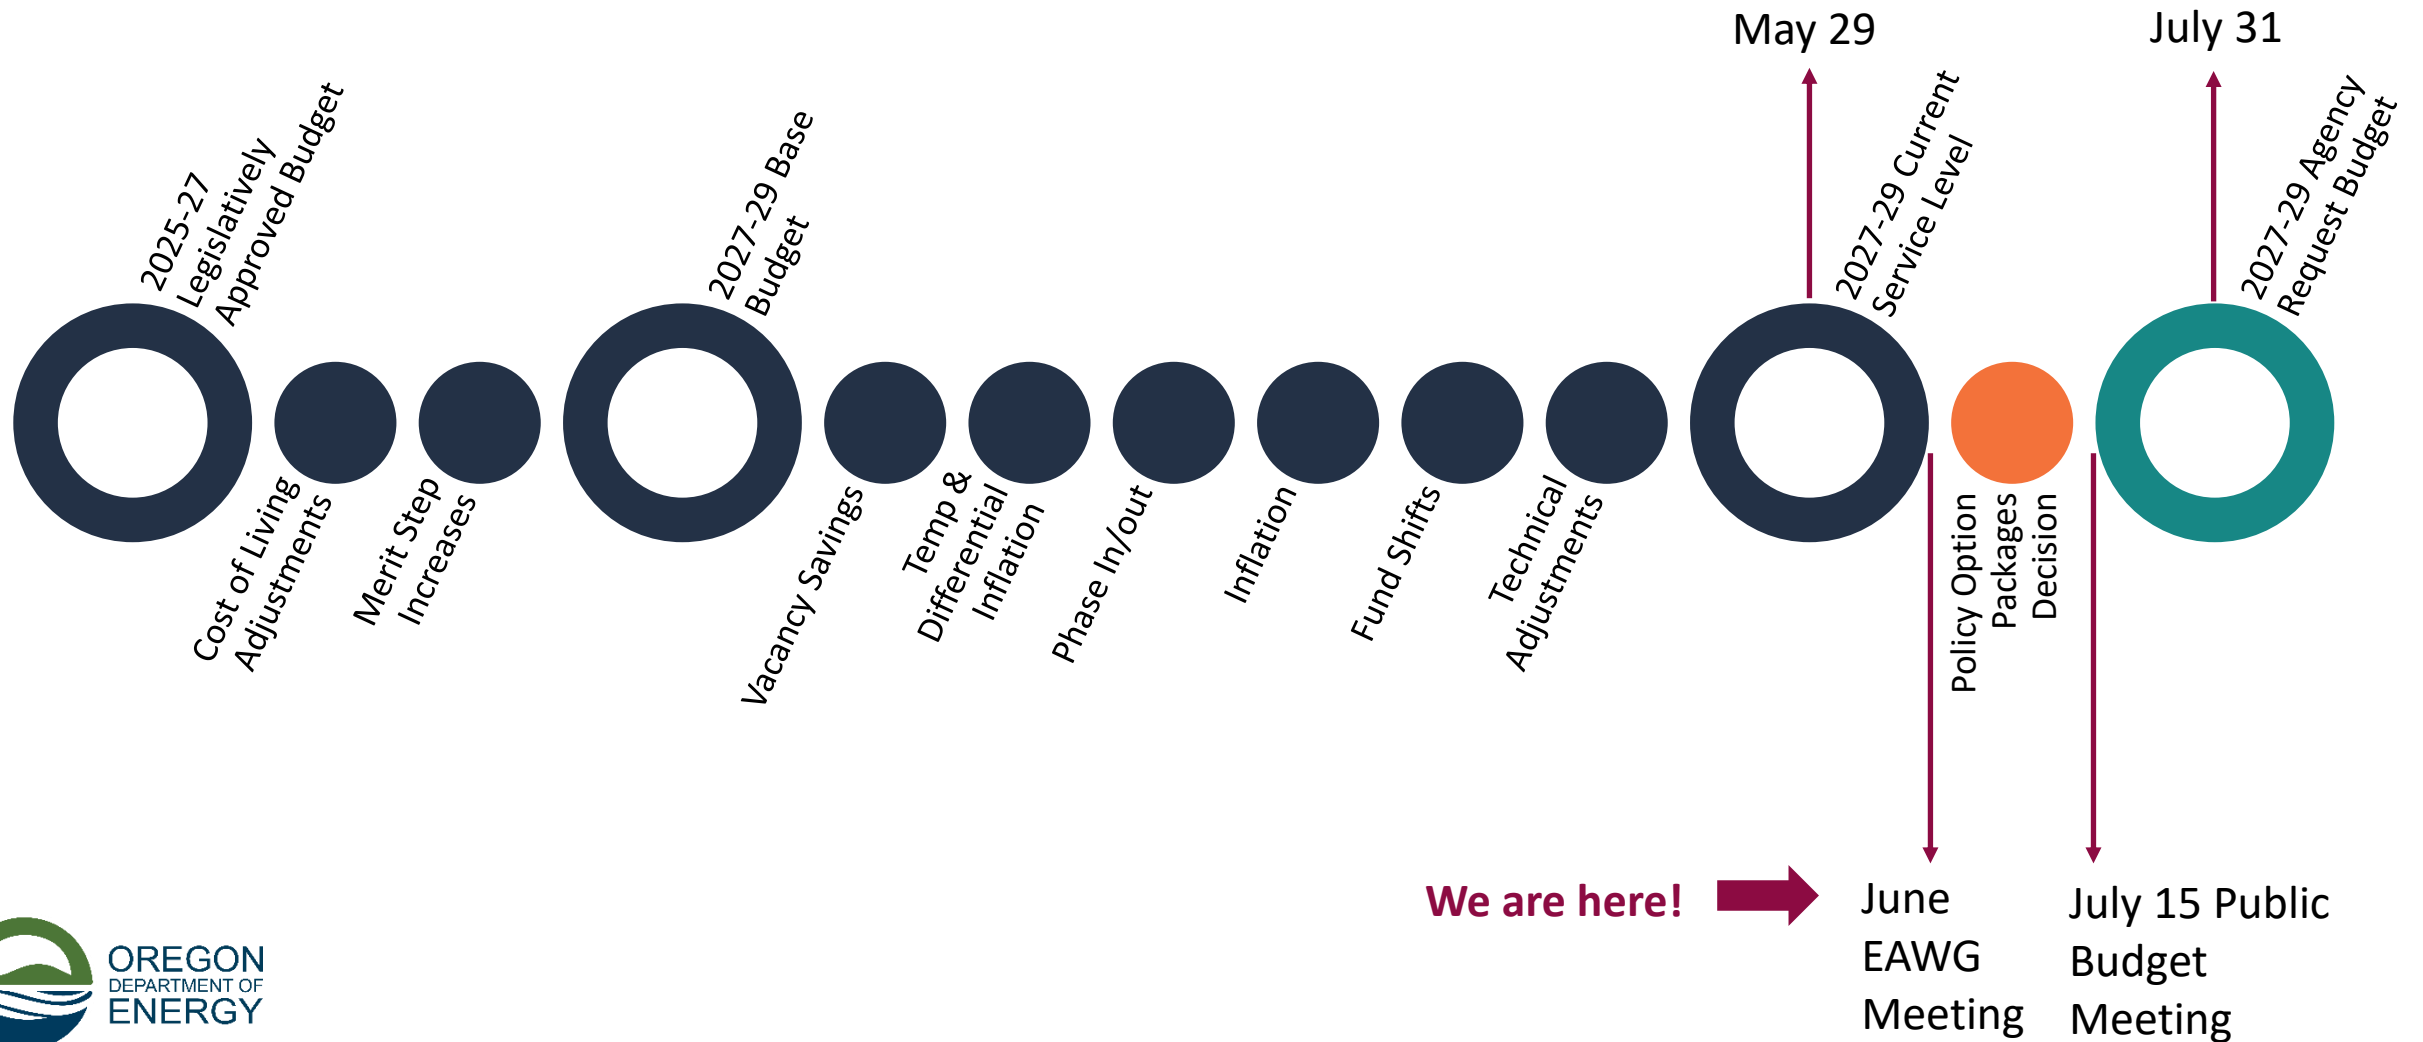 May 29
July 31
2025-27
Legislatively
Approved Budget
2027-29 Base
Budget
2027-29 Current
Service Level
2027-29 Agency
Request Budget
Cost of Living
Adjustments
Merit Step
Increases
Vacancy Savings
Temp &
Differential
Inflation
Phase In/out
Inflation
Fund Shifts
Technical
Adjustments
Policy Option
Packages
Decision
We are here!
June
EAWG
Meeting
July 15 Public
Budget
Meeting
OREGON
DEPARTMENT OF
ENERGY